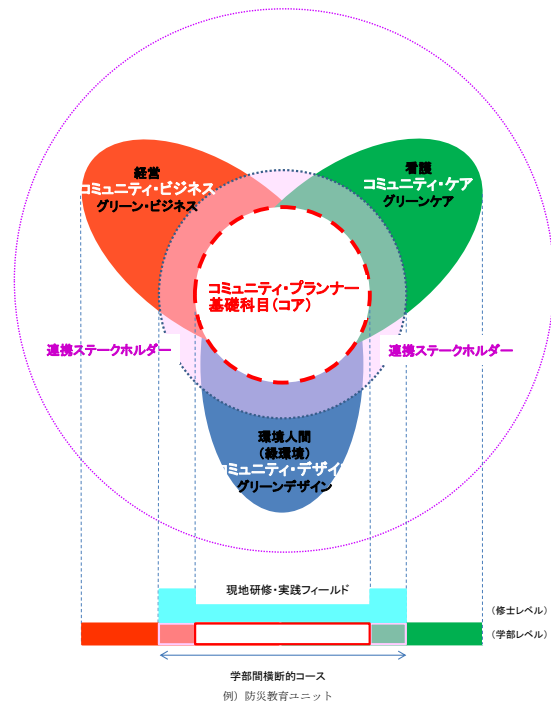 経営
コミュニティ・ビジネス
グリーン・ビジネス
看護
コミュニティ・ケア
グリーンケア
コミュニティ・プランナー
基礎科目（コア）
連携ステークホルダー
連携ステークホルダー
環境人間
（緑環境）
コミュニティ・デザイン
グリーンデザイン
現地研修・実践フィールド
（修士レベル）
（学部レベル）
学部間横断的コース
例）防災教育ユニット